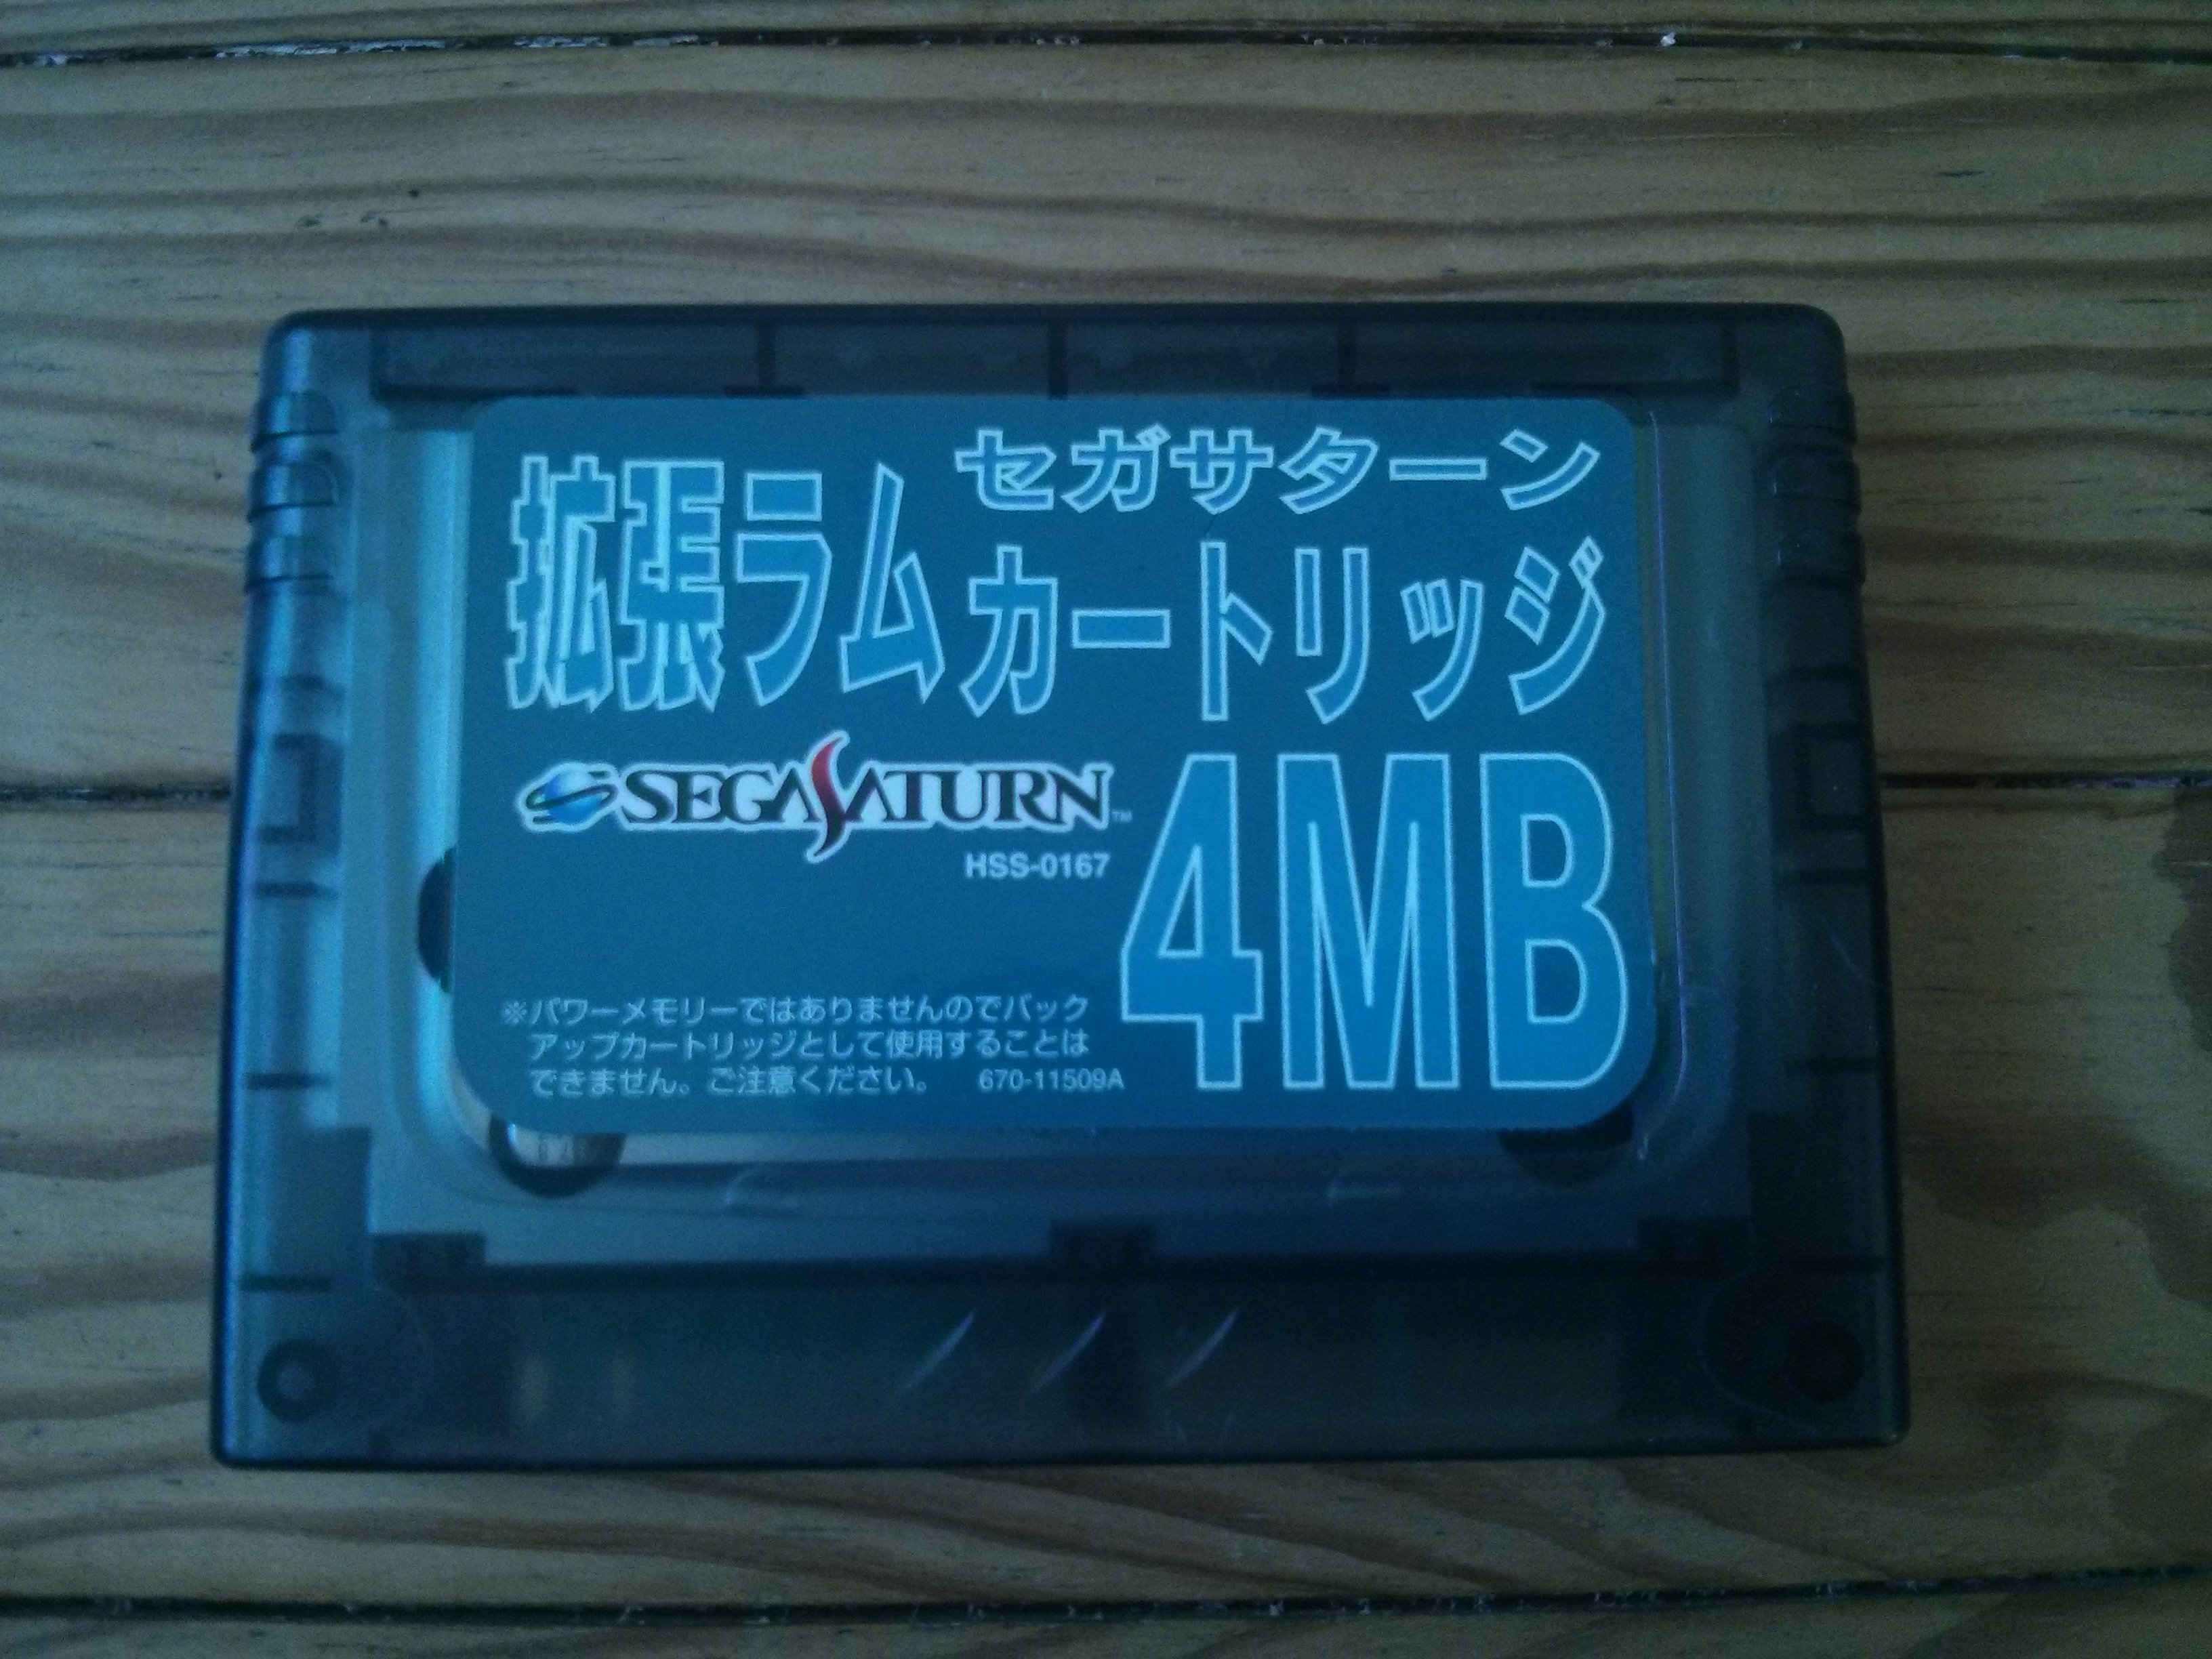 セガサターン
拡張ラムカートリッジ
SEGASATURN™
HSS-0167
4MB
※パワーメモリーではありませんのでバック
アップカートリッジとして使用することは
できません。ご注意ください。 670-11509A